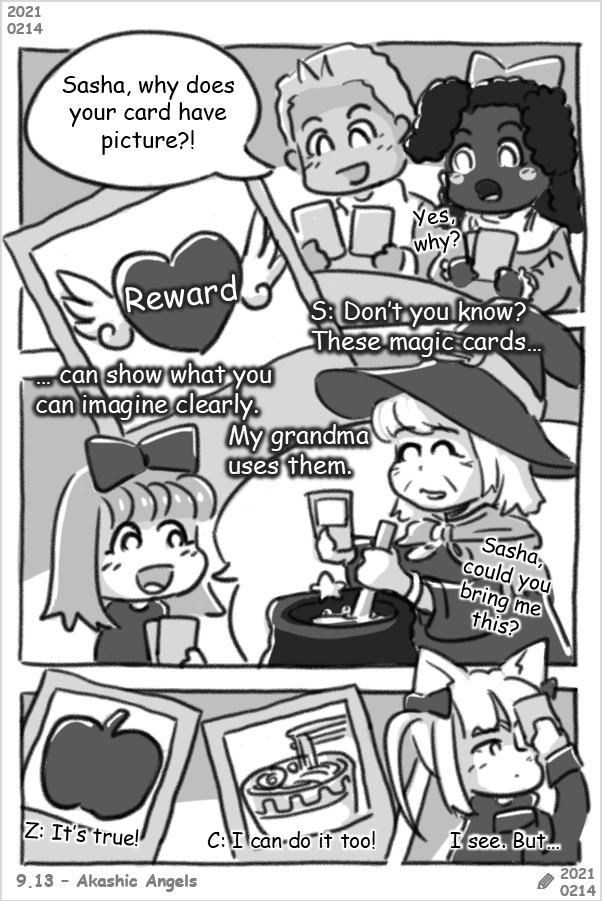 2021
0214
Sasha, why does
your card have
picture?!
Yes,
why?
Reward
S: Don't you know?
These magic cards...
... can show what you
can imagine clearly.
My grandma
uses them.
Sasha,
could you
bring me
this?
Z: It's true!
C: I can do it too!
I see. But...
9.13 – Akashic Angels
2021
0214